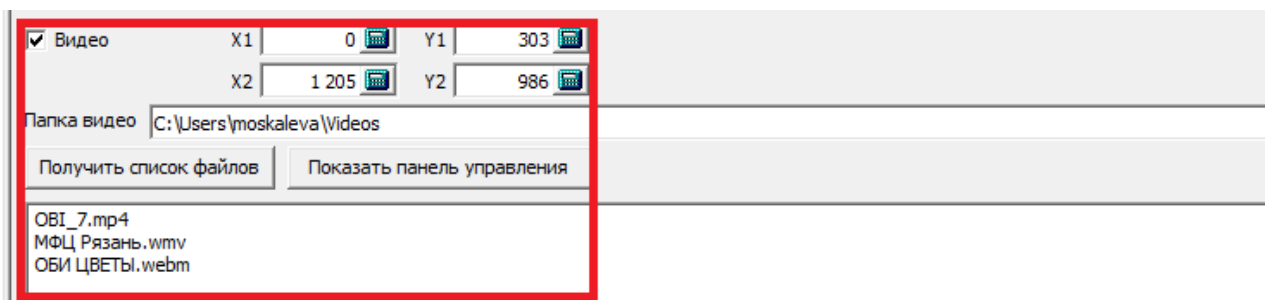 Видео X1 0 Y1 303
X2 1 205 Y2 986
Папка видео C:\Users\moskaleva\Videos
Получить список файлов Показать панель управления
OBI_7.mp4
МФЦ Рязань.wmv
ОБИ ЦВЕТЫ.webm